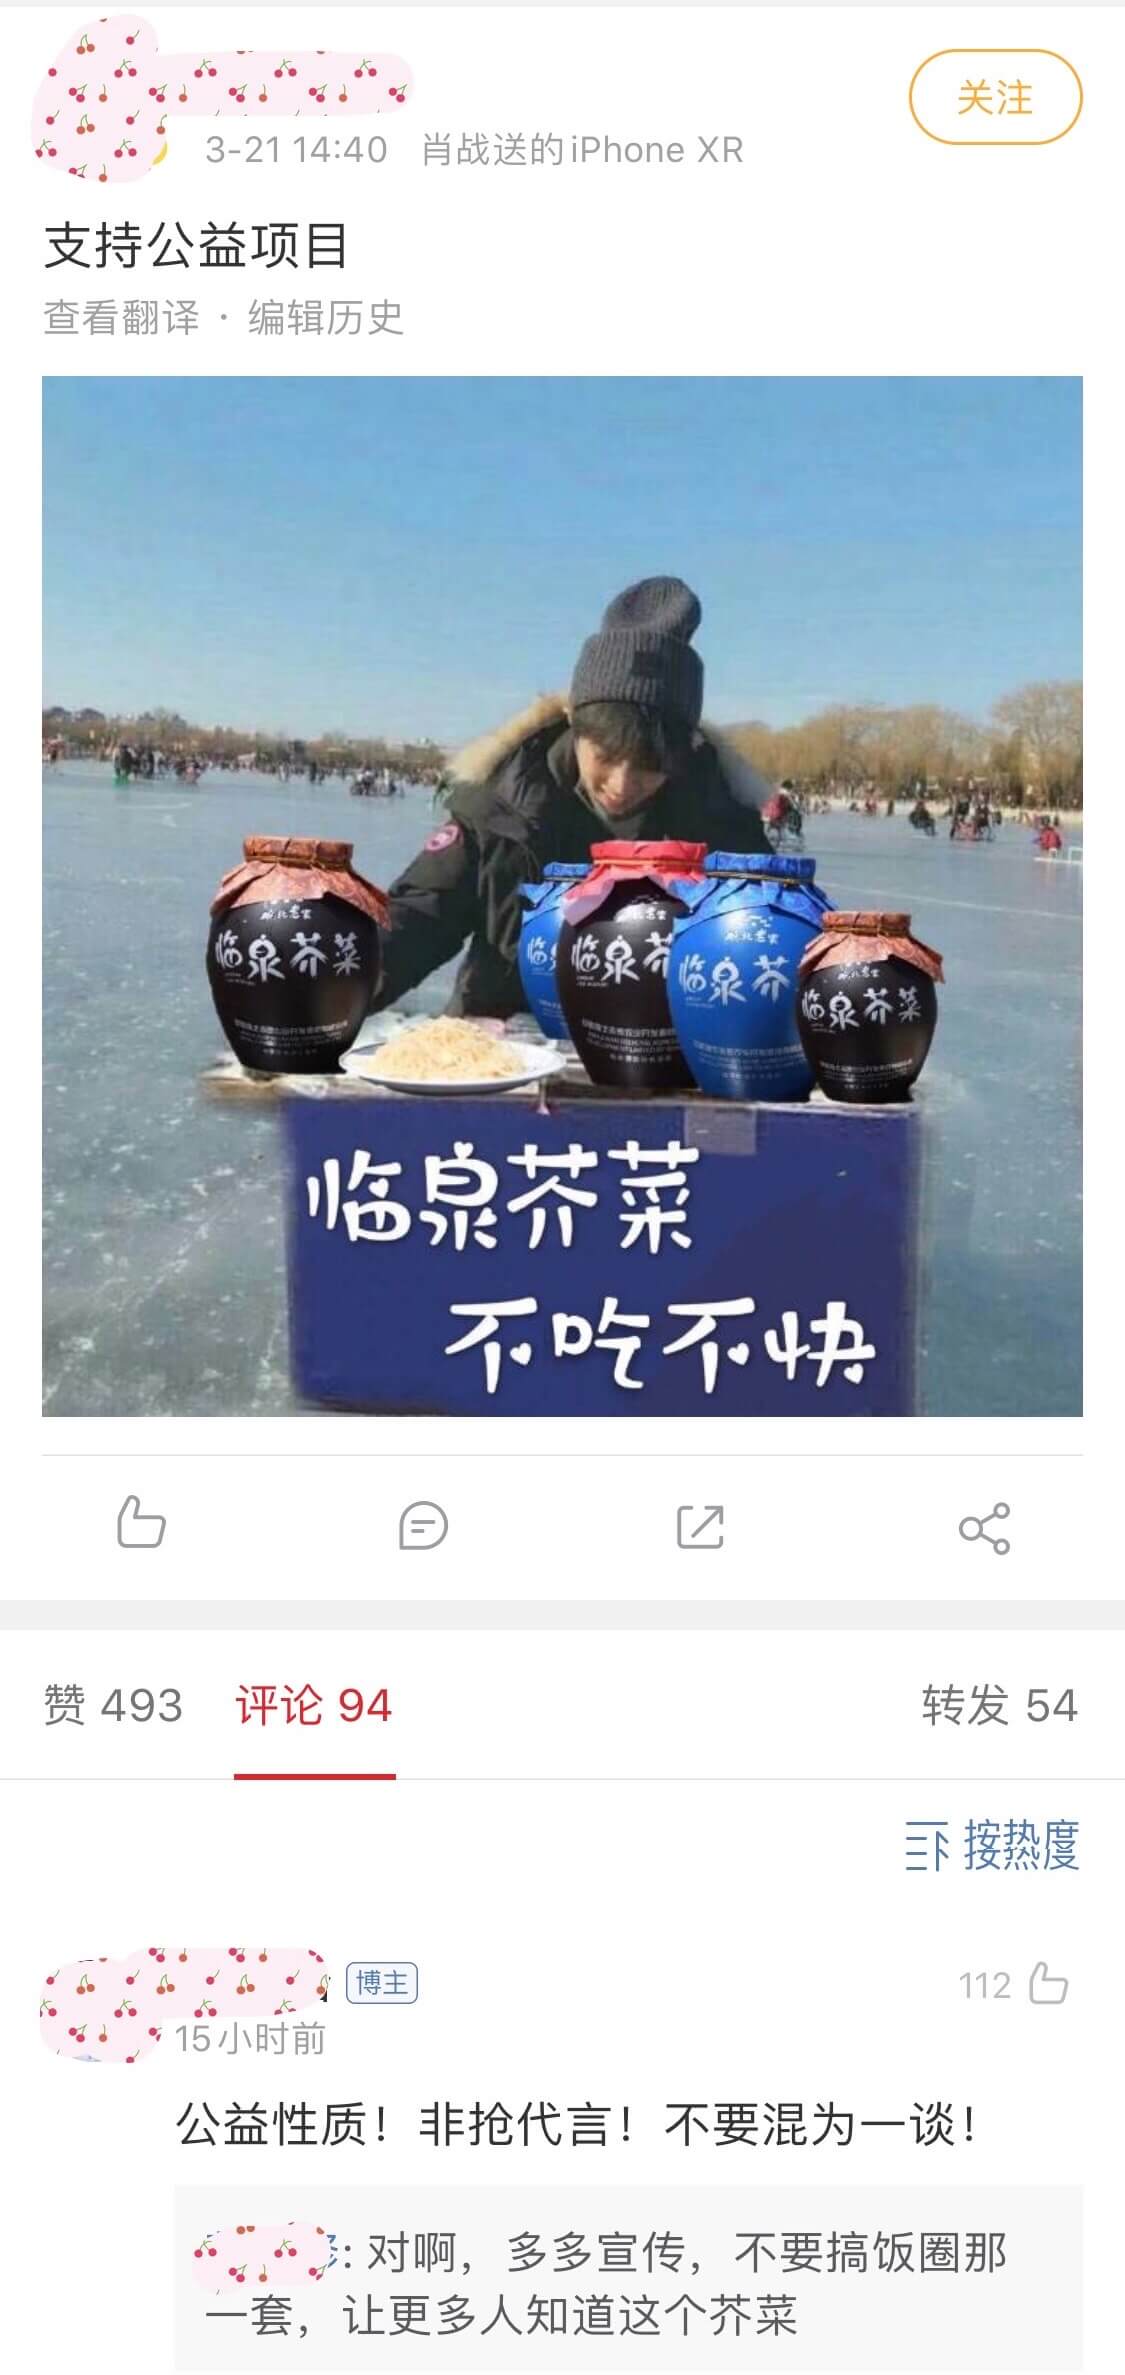 关注
3-21 14:40 肖战送的iPhone XR
支持公益项目
查看翻译 · 编辑历史
临泉芥菜
临
临泉芥
临泉芥
临泉芥菜
临泉芥菜
不吃不快
赞 493 评论 94 转发 54
按热度
博主
112
15小时前
公益性质！非抢代言！不要混为一谈！
: 对啊，多多宣传，不要搞饭圈那
一套，让更多人知道这个芥菜